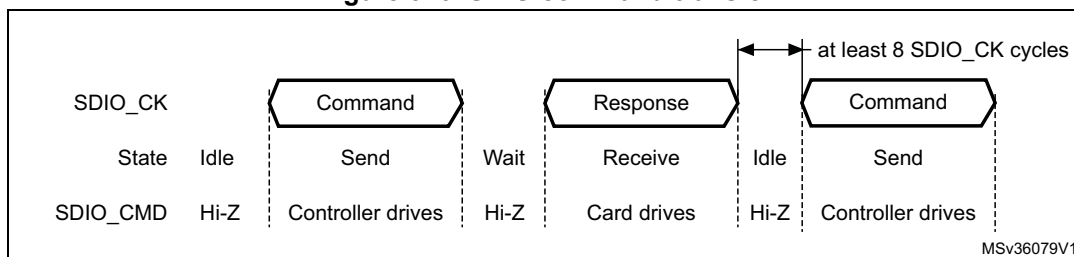 at least 8 SDIO_CK cycles
SDIO_CK Command Response Command
State Idle Send Wait Receive Idle Send
SDIO_CMD Hi-Z Controller drives Hi-Z Card drives Hi-Z Controller drives
MSv36079V1